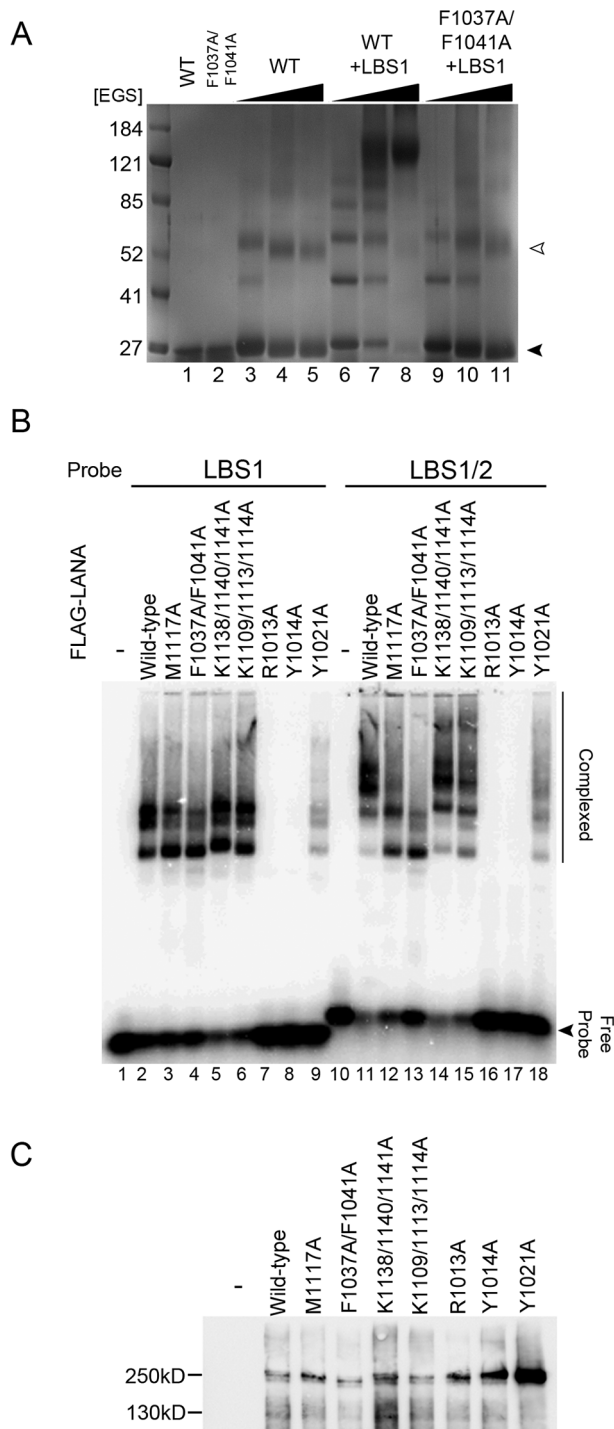 A
[EGS]
WT
F1037A/
F1041A
WT
WT
+LBS1
F1037A/
F1041A
+LBS1
184
121
85
52
41
27
1 2 3 4 5 6 7 8 9 10 11
B
Probe
LBS1
LBS1/2
FLAG-LANA
-
Wild-type
M1117A
F1037A/F1041A
K1138/1140/1141A
K1109/1113/1114A
R1013A
Y1014A
Y1021A
-
Wild-type
M1117A
F1037A/F1041A
K1138/1140/1141A
K1109/1113/1114A
R1013A
Y1014A
Y1021A
Complexed
Free
Probe
1 2 3 4 5 6 7 8 9 10 11 12 13 14 15 16 17 18
C
-
Wild-type
M1117A
F1037A/F1041A
K1138/1140/1141A
K1109/1113/1114A
R1013A
Y1014A
Y1021A
250kD
130kD